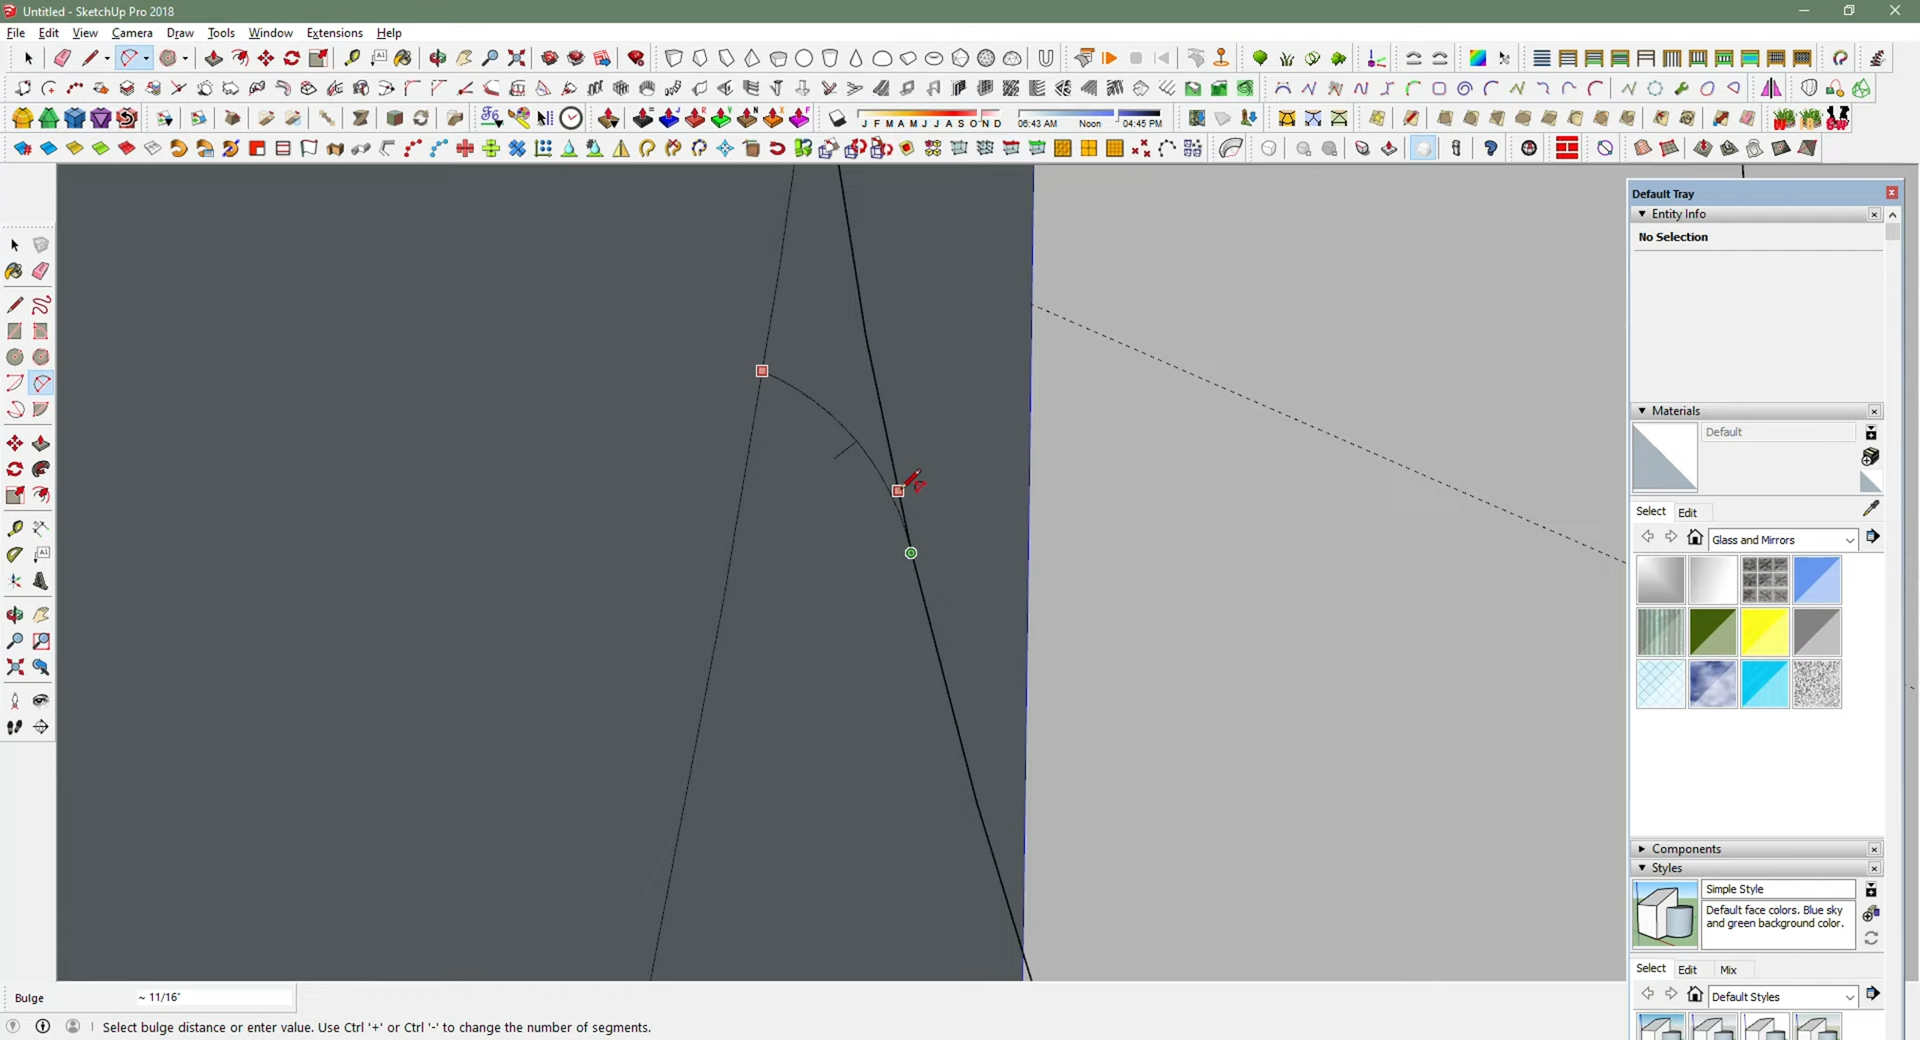 Untitled - SketchUp Pro 2018
File Edit View Camera Draw Tools Window Extensions Help
J F M A M J J A S O N D
06:43 AM Noon 04:45 PM
Default Tray
Entity Info
No Selection
Materials
Default
Select Edit
Glass and Mirrors
Components
Styles
Simple Style
Default face colors. Blue sky
and green background color.
Select Edit Mix
Default Styles
Bulge ~ 11/16"
Select bulge distance or enter value. Use Ctrl '+' or Ctrl '-' to change the number of segments.